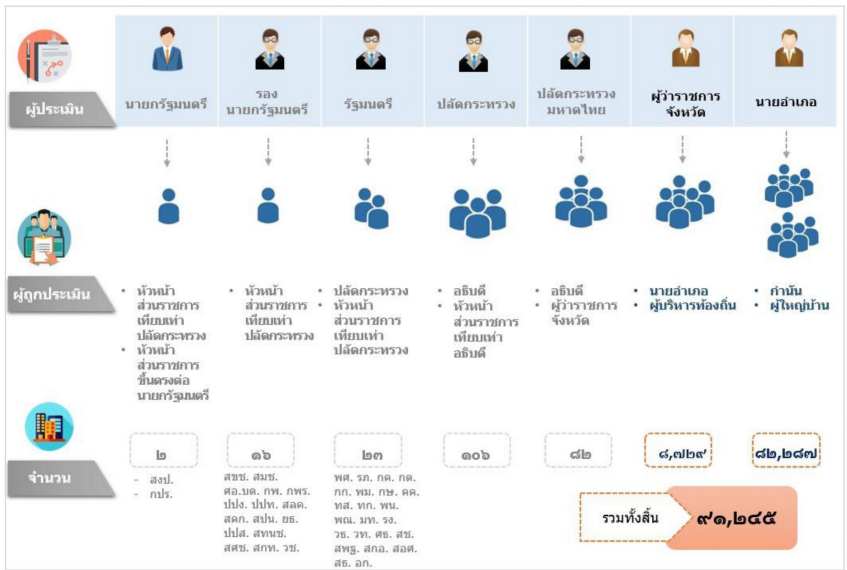 ผู้ประเมิน
นายกรัฐมนตรี
รอง
นายกรัฐมนตรี
รัฐมนตรี
ปลัดกระทรวง
ปลัดกระทรวง
มหาดไทย
ผู้ว่าราชการ
จังหวัด
นายอำเภอ
ผู้ถูกประเมิน
• หัวหน้า
ส่วนราชการ
เทียบเท่า
ปลัดกระทรวง
• หัวหน้า
ส่วนราชการ
ขึ้นตรงต่อ
นายกรัฐมนตรี
• หัวหน้า
ส่วนราชการ
เทียบเท่า
ปลัดกระทรวง
• ปลัดกระทรวง
• หัวหน้า
ส่วนราชการ
เทียบเท่า
ปลัดกระทรวง
• อธิบดี
• หัวหน้า
ส่วนราชการ
เทียบเท่า
อธิบดี
• อธิบดี
• ผู้ว่าราชการ
จังหวัด
• นายอำเภอ
• ผู้บริหารท้องถิ่น
• กำนัน
• ผู้ใหญ่บ้าน
จำนวน
๒
- สงป.
- กปร.
๑๖
สขช. สมช.
ศอ.บต. กพ. กพร.
ปปง. ปปท. สลค.
สคก. สปน. ยธ.
ปปส. สทนช.
สศช. สกท. วช.
๒๓
พศ. รภ. กค. กต.
กก. พม. กษ. คค.
ทส. ทก. พน.
พณ. มท. รง.
วธ. วท. ศธ. สช.
สพฐ. สกอ. สอศ.
สธ. อก.
๑๐๖
๘๒
๘,๗๒๙
๘๒,๒๘๗
รวมทั้งสิ้น
๙๑,๒๔๕